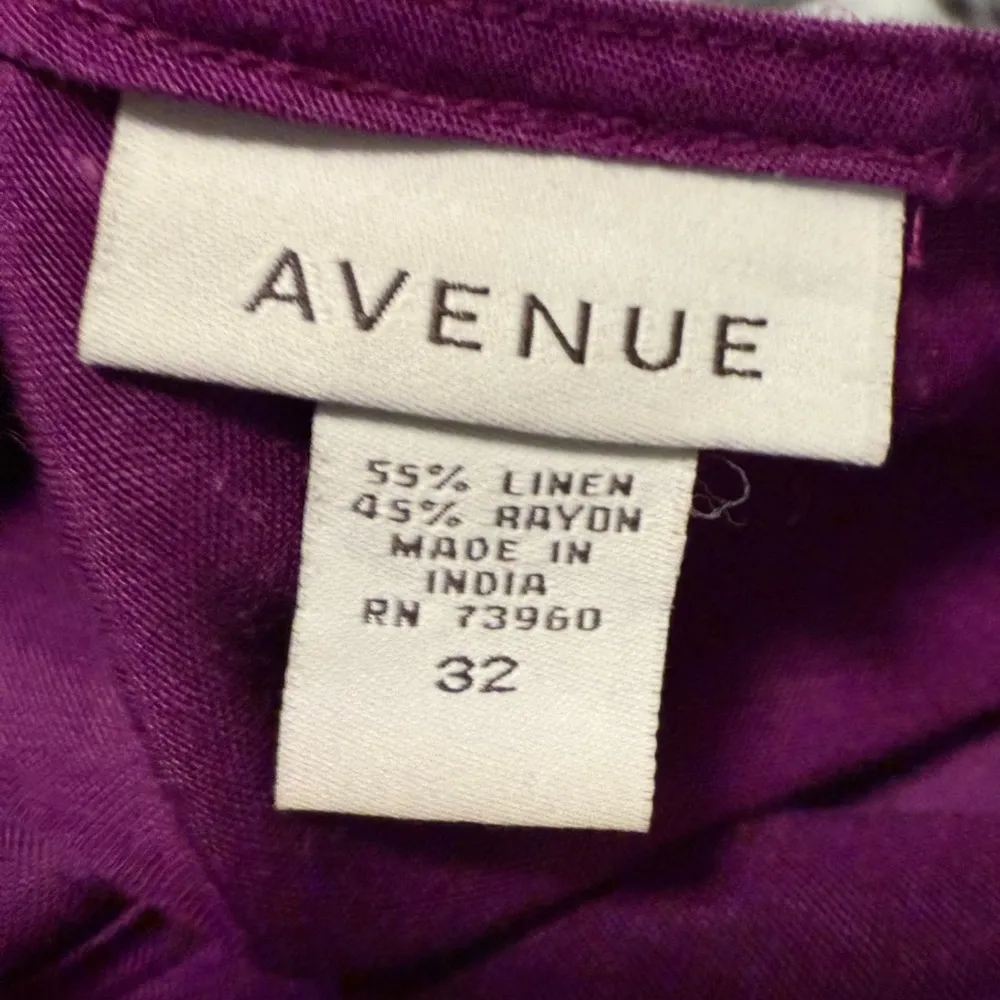 AVENUE
55% LINEN
45% RAYON
MADE IN
INDIA
RN 73960
32